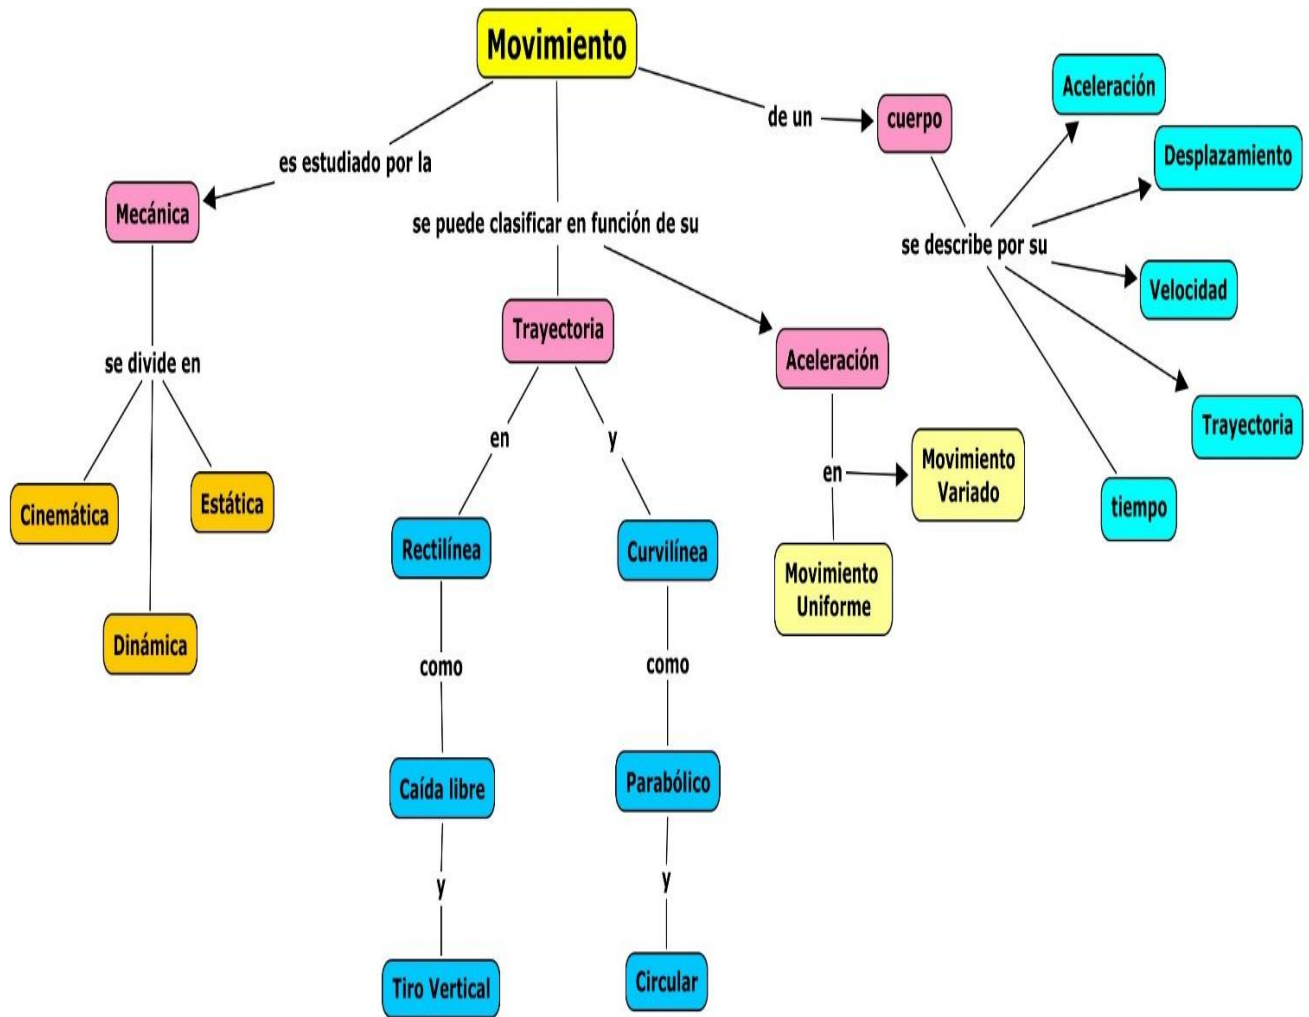 Movimiento
de un
cuerpo
Aceleración
Desplazamiento
es estudiado por la
Mecánica
se puede clasificar en función de su
se describe por su
Velocidad
Trayectoria
Aceleración
se divide en
Trayectoria
en
y
Movimiento
Variado
en
Cinemática
Estática
tiempo
Rectilínea
Curvilínea
Movimiento
Uniforme
Dinámica
como
como
Caída libre
Parabólico
y
y
Tiro Vertical
Circular